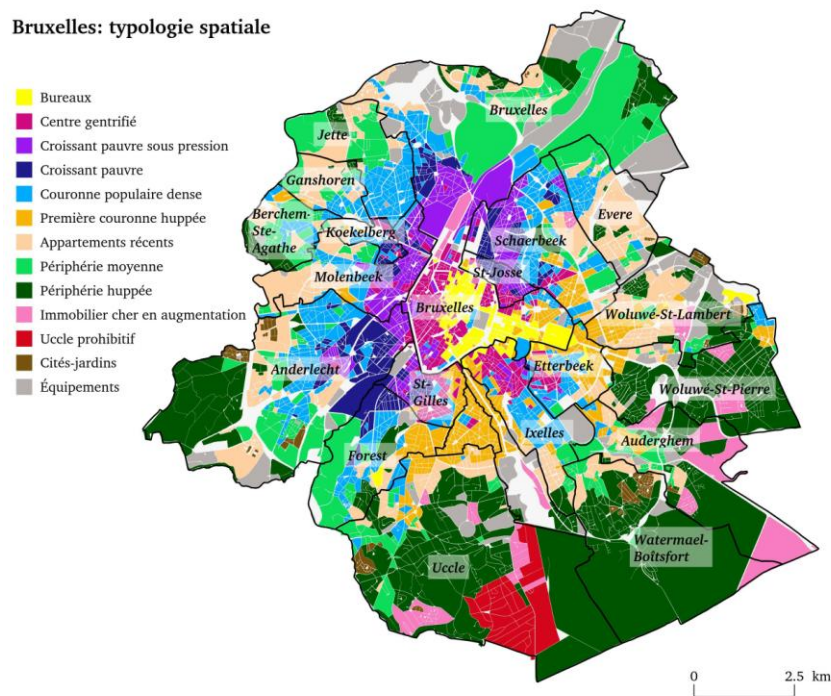 Bruxelles: typologie spatiale
Bureaux
Centre gentrifié
Croissant pauvre sous pression
Croissant pauvre
Couronne populaire dense
Première couronne huppée
Appartements récents
Périphérie moyenne
Périphérie huppée
Immobilier cher en augmentation
Uccle prohibitif
Cités-jardins
Équipements
Bruxelles
Jette
Ganshoren
Evere
Berchem-
Ste-
Agathe
Koekelberg
Schaerbeek
Molenbeek
St-Josse
Bruxelles
Woluwé-St-Lambert
Anderlecht
Etterbeek
St-
Gilles
Woluwé-St-Pierre
Ixelles
Auderghem
Forest
Watermael-
Boîtsfort
Uccle
0 2.5 km